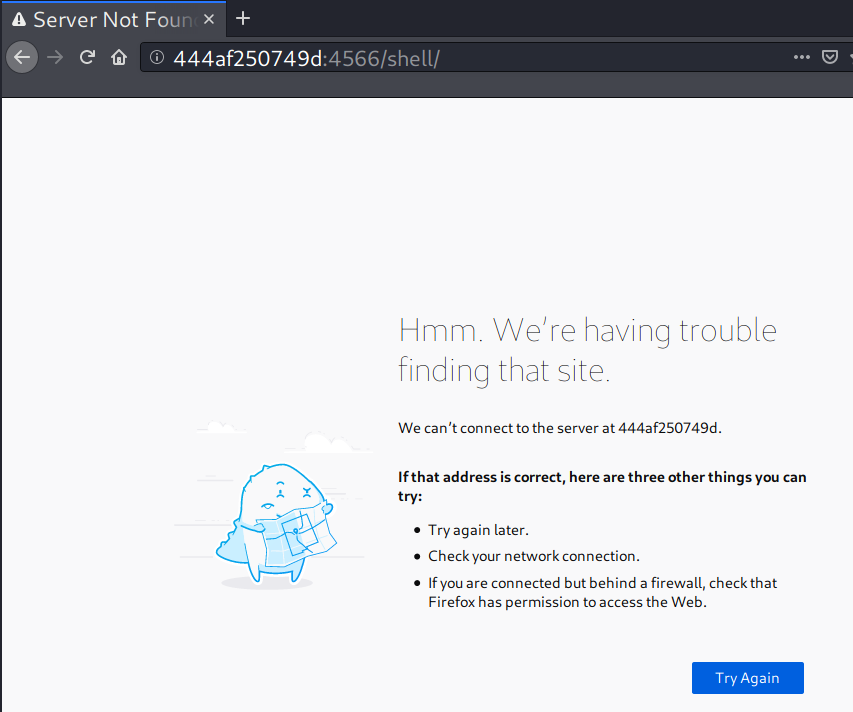 Server Not Foun
444af250749d:4566/shell/
Hmm. We're having trouble
finding that site.
We can't connect to the server at 444af250749d.
If that address is correct, here are three other things you can
try:
Try again later.
Check your network connection.
If you are connected but behind a firewall, check that
Firefox has permission to access the Web.
Try Again